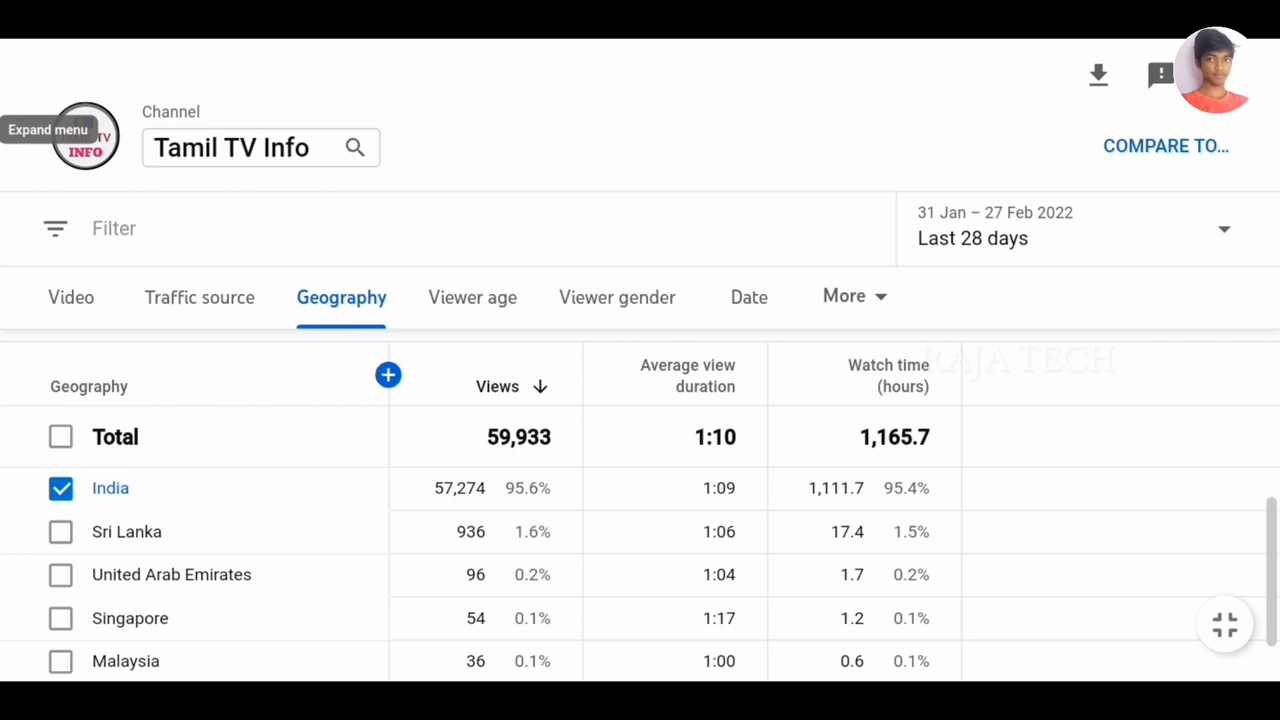 Channel
Expand menu
TV
INFO
Tamil TV Info
COMPARE TO...
Filter
31 Jan – 27 Feb 2022
Last 28 days
Video Traffic source Geography Viewer age Viewer gender Date More
RAJA TECH
Geography Views Average view duration Watch time (hours)
Total 59,933 1:10 1,165.7
India 57,274 95.6% 1:09 1,111.7 95.4%
Sri Lanka 936 1.6% 1:06 17.4 1.5%
United Arab Emirates 96 0.2% 1:04 1.7 0.2%
Singapore 54 0.1% 1:17 1.2 0.1%
Malaysia 36 0.1% 1:00 0.6 0.1%